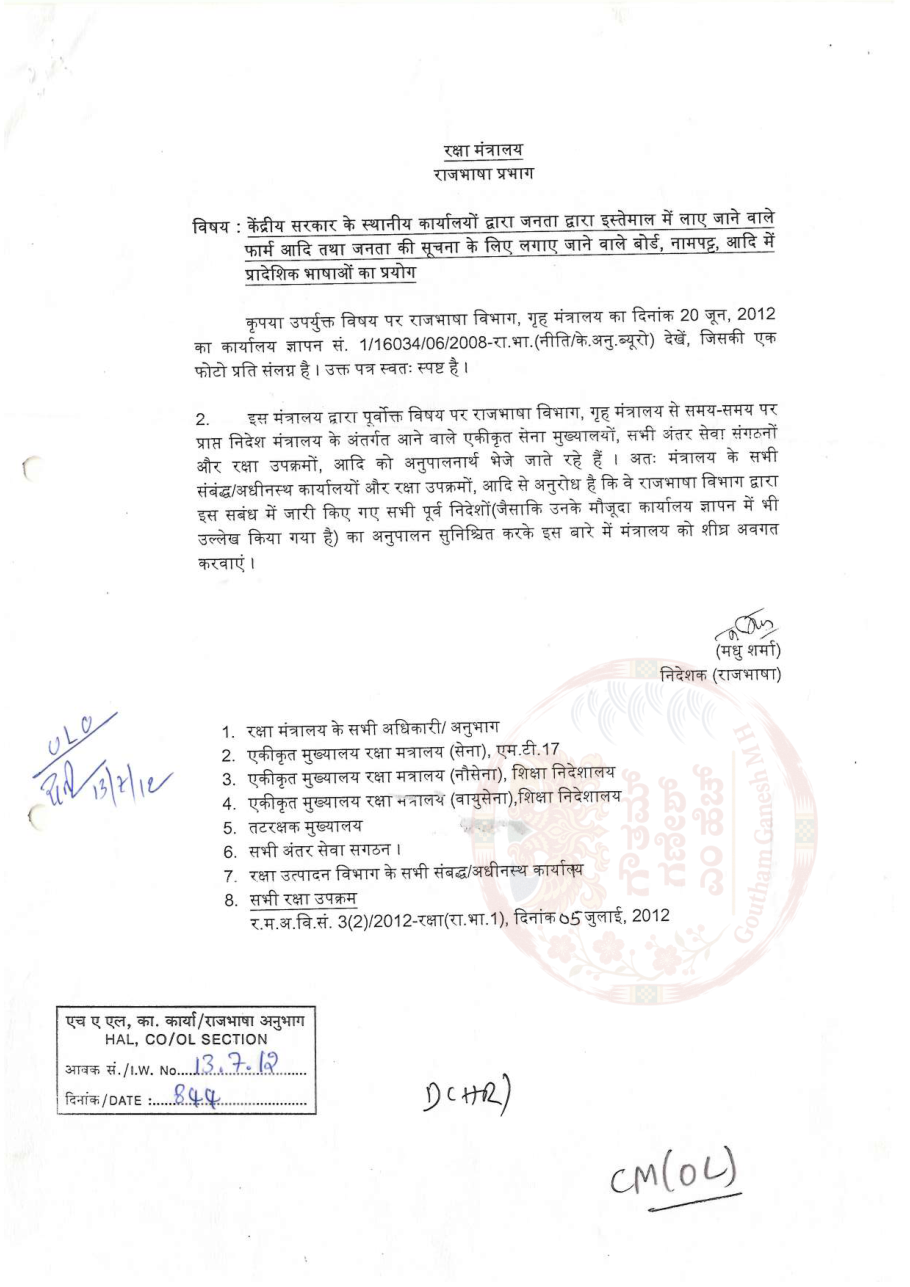 रक्षा मंत्रालय
राजभाषा प्रभाग
विषय : केंद्रीय सरकार के स्थानीय कार्यालयों द्वारा जनता द्वारा इस्तेमाल में लाए जाने वाले
फार्म आदि तथा जनता की सूचना के लिए लगाए जाने वाले बोर्ड, नामपट्ट, आदि में
प्रादेशिक भाषाओं का प्रयोग
कृपया उपर्युक्त विषय पर राजभाषा विभाग, गृह मंत्रालय का दिनांक 20 जून, 2012
का कार्यालय ज्ञापन सं. 1/16034/06/2008-रा.भा.(नीति/के.अनु.ब्यूरो) देखें, जिसकी एक
फोटो प्रति संलग्न है । उक्त पत्र स्वतः स्पष्ट है ।
2. इस मंत्रालय द्वारा पूर्वोक्त विषय पर राजभाषा विभाग, गृह मंत्रालय से समय-समय पर
प्राप्त निदेश मंत्रालय के अंतर्गत आने वाले एकीकृत सेना मुख्यालयों, सभी अंतर सेवा संगठनों
और रक्षा उपक्रमों, आदि को अनुपालनार्थ भेजे जाते रहे हैं । अतः मंत्रालय के सभी
संबंद्ध/अधीनस्थ कार्यालयों और रक्षा उपक्रमों, आदि से अनुरोध है कि वे राजभाषा विभाग द्वारा
इस सबंध में जारी किए गए सभी पूर्व निदेशों(जैसाकि उनके मौजूदा कार्यालय ज्ञापन में भी
उल्लेख किया गया है) का अनुपालन सुनिश्चित करके इस बारे में मंत्रालय को शीघ्र अवगत
करवाएं ।
(मधु शर्मा)
निदेशक (राजभाषा)
OLO
13/7/12
1. रक्षा मंत्रालय के सभी अधिकारी/ अनुभाग
2. एकीकृत मुख्यालय रक्षा मत्रालय (सेना), एम.टी.17
3. एकीकृत मुख्यालय रक्षा मत्रालय (नौसेना), शिक्षा निदेशालय
4. एकीकृत मुख्यालय रक्षा मत्रालय (वायुसेना),शिक्षा निदेशालय
5. तटरक्षक मुख्यालय
6. सभी अंतर सेवा सगठन ।
7. रक्षा उत्पादन विभाग के सभी संबद्ध/अधीनस्थ कार्यालय
8. सभी रक्षा उपक्रम
र.म.अ.वि.सं. 3(2)/2012-रक्षा(रा.भा.1), दिनांक 05 जुलाई, 2012
ಗೌತಮ್
ಗಣೇಶ್
ಎಂ ಹೆಚ್
Goutham Ganesh M H
एच ए एल, का. कार्या/राजभाषा अनुभाग
HAL, CO/OL SECTION
आवक सं./I.W. No....13.7.12.......
दिनांक/DATE :.....844.....................
D(HR)
CM(OL)